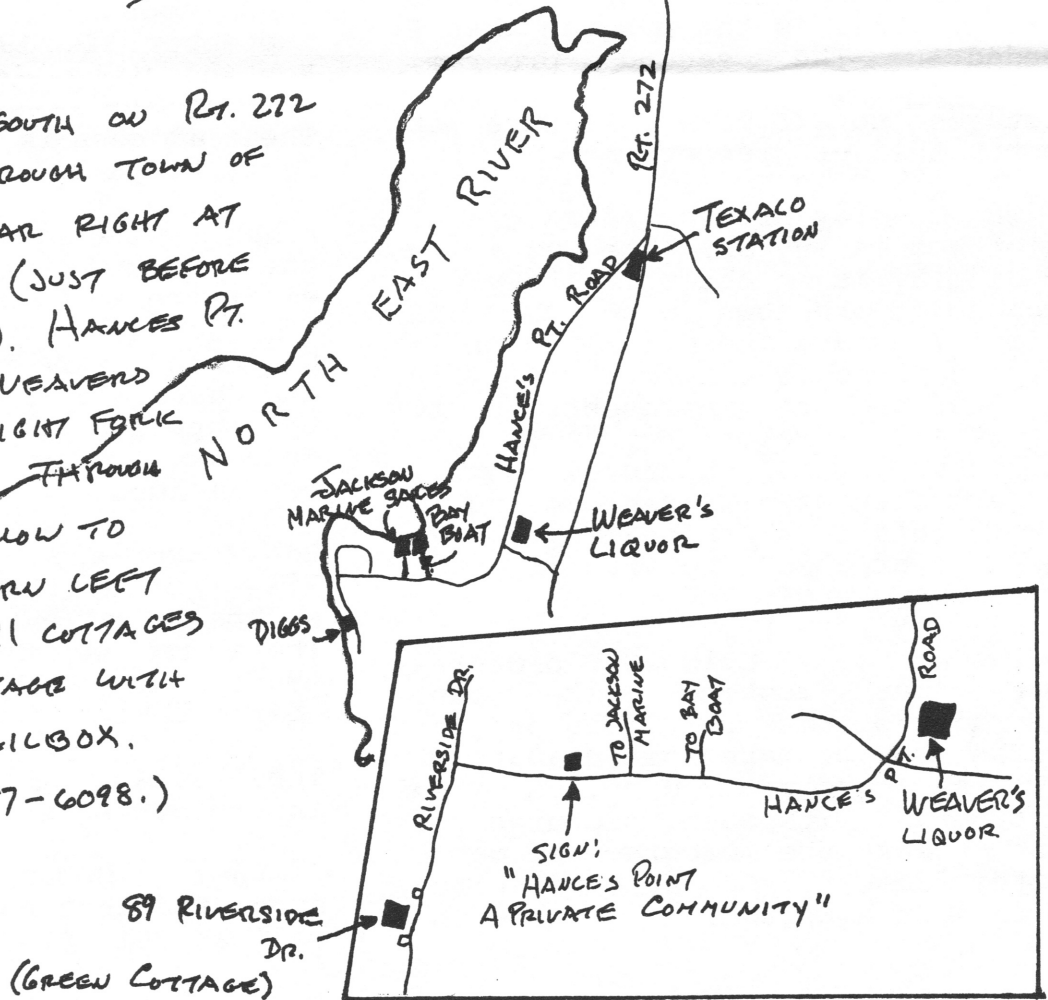 SOUTH ON RT. 272
ROUGH TOWN OF
AR RIGHT AT
(JUST BEFORE
). HANCES PT.
WEAVERS
IGHT FORK
THROUGH
LOW TO
RN LEFT
COTTAGES
TAGE WITH
ILBOX.
7-6098.)
NORTH EAST RIVER
RT. 272
TEXACO
STATION
HANCE'S PT. ROAD
JACKSON
MARINE SALES
BAY
BOAT
WEAVER'S
LIQUOR
DIGGS
RIVERSIDE DR.
TO JACKSON
MARINE
TO BAY
BOAT
HANCE'S PT. ROAD
WEAVER'S
LIQUOR
SIGN:
"HANCE'S POINT
A PRIVATE COMMUNITY"
89 RIVERSIDE
DR.
(GREEN COTTAGE)